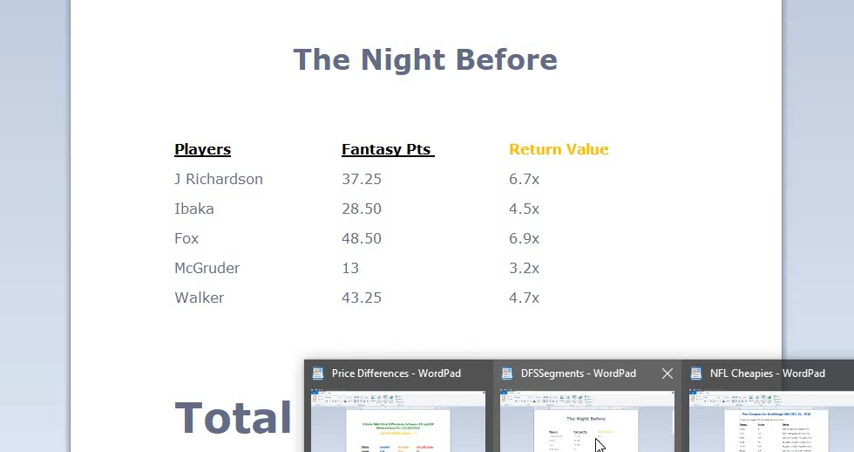 The Night Before
Players Fantasy Pts Return Value
J Richardson 37.25 6.7x
Ibaka 28.50 4.5x
Fox 48.50 6.9x
McGruder 13 3.2x
Walker 43.25 4.7x
Total
Price Differences - WordPad DFSSegments - WordPad NFL Cheapies - WordPad
The Night Before